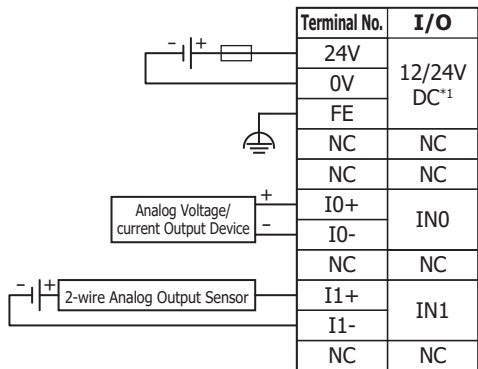 Terminal No. I/O
- + 24V
0V
12/24V
DC*1
FE
NC NC
NC NC
Analog Voltage/
current Output Device
+ I0+
- I0-
IN0
NC NC
- + 2-wire Analog Output Sensor I1+
I1-
IN1
NC NC